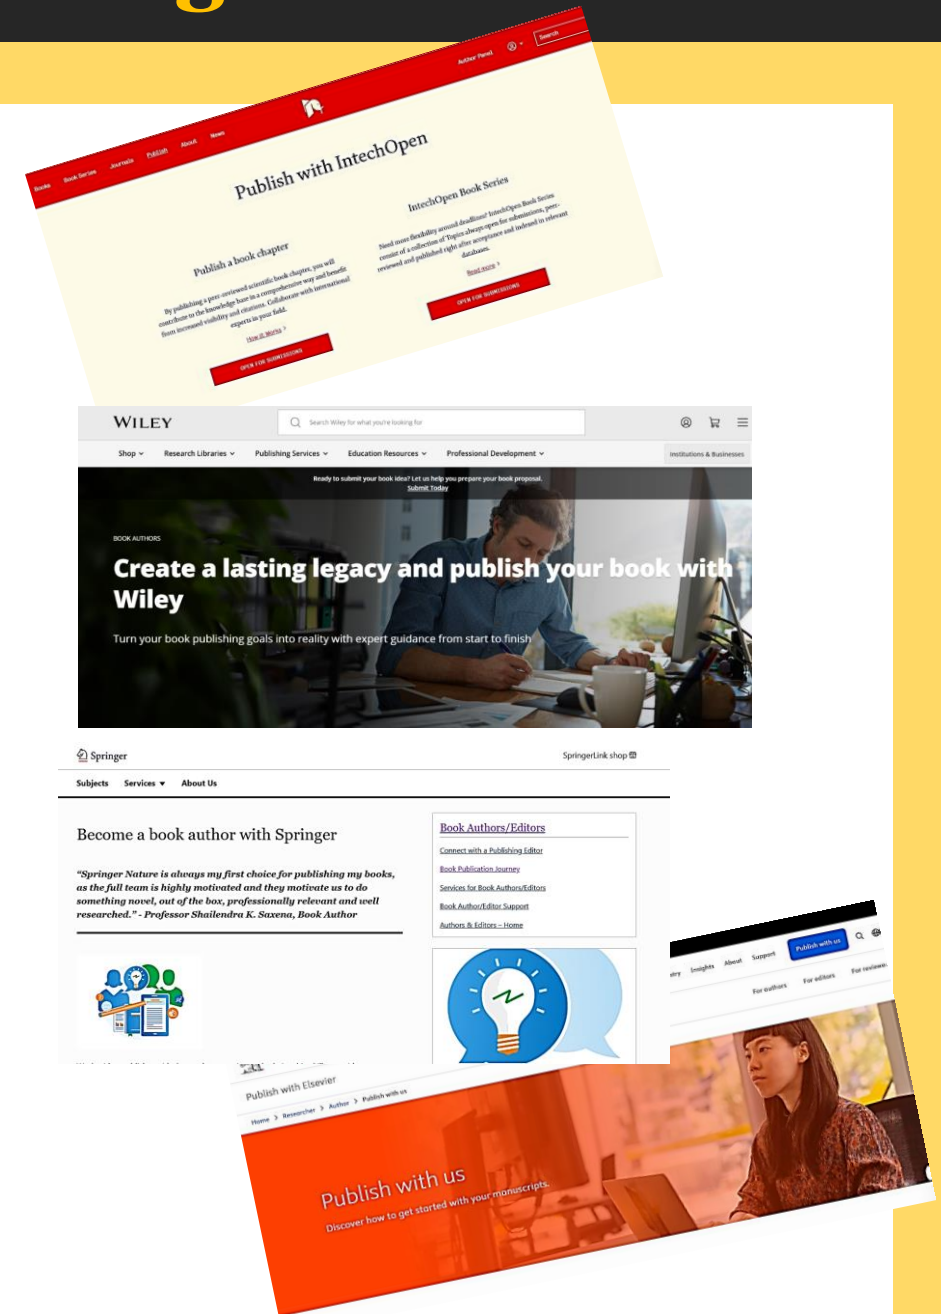 g
Books Book Series Journals Publish About News
Author Panel Search
Publish with IntechOpen
Publish a book chapter
By publishing a peer-reviewed scientific book chapter, you will
contribute to the knowledge base in a comprehensive way and benefit
from increased visibility and citations. Collaborate with international
experts in your field.
How it Works >
OPEN FOR SUBMISSIONS
IntechOpen Book Series
Need more flexibility around deadlines? IntechOpen Book Series
consist of a collection of Topics always open for submissions, peer-
reviewed and published right after acceptance and indexed in relevant
databases.
Read more >
OPEN FOR SUBMISSIONS
WILEY
Search Wiley for what you're looking for
Shop Research Libraries Publishing Services Education Resources Professional Development Institutions & Businesses
Ready to submit your book idea? Let us help you prepare your book proposal.
Submit Today
BOOK AUTHORS
Create a lasting legacy and publish your book with
Wiley
Turn your book publishing goals into reality with expert guidance from start to finish
Springer
SpringerLink shop
Subjects Services About Us
Become a book author with Springer
"Springer Nature is always my first choice for publishing my books,
as the full team is highly motivated and they motivate us to do
something novel, out of the box, professionally relevant and well
researched." - Professor Shailendra K. Saxena, Book Author
Book Authors/Editors
Connect with a Publishing Editor
Book Publication Journey
Services for Book Authors/Editors
Book Author/Editor Support
Authors & Editors – Home
Insights About Support Publish with us
For authors For editors For reviewe
Publish with Elsevier
Home > Researcher > Author > Publish with us
Publish with us
Discover how to get started with your manuscripts.